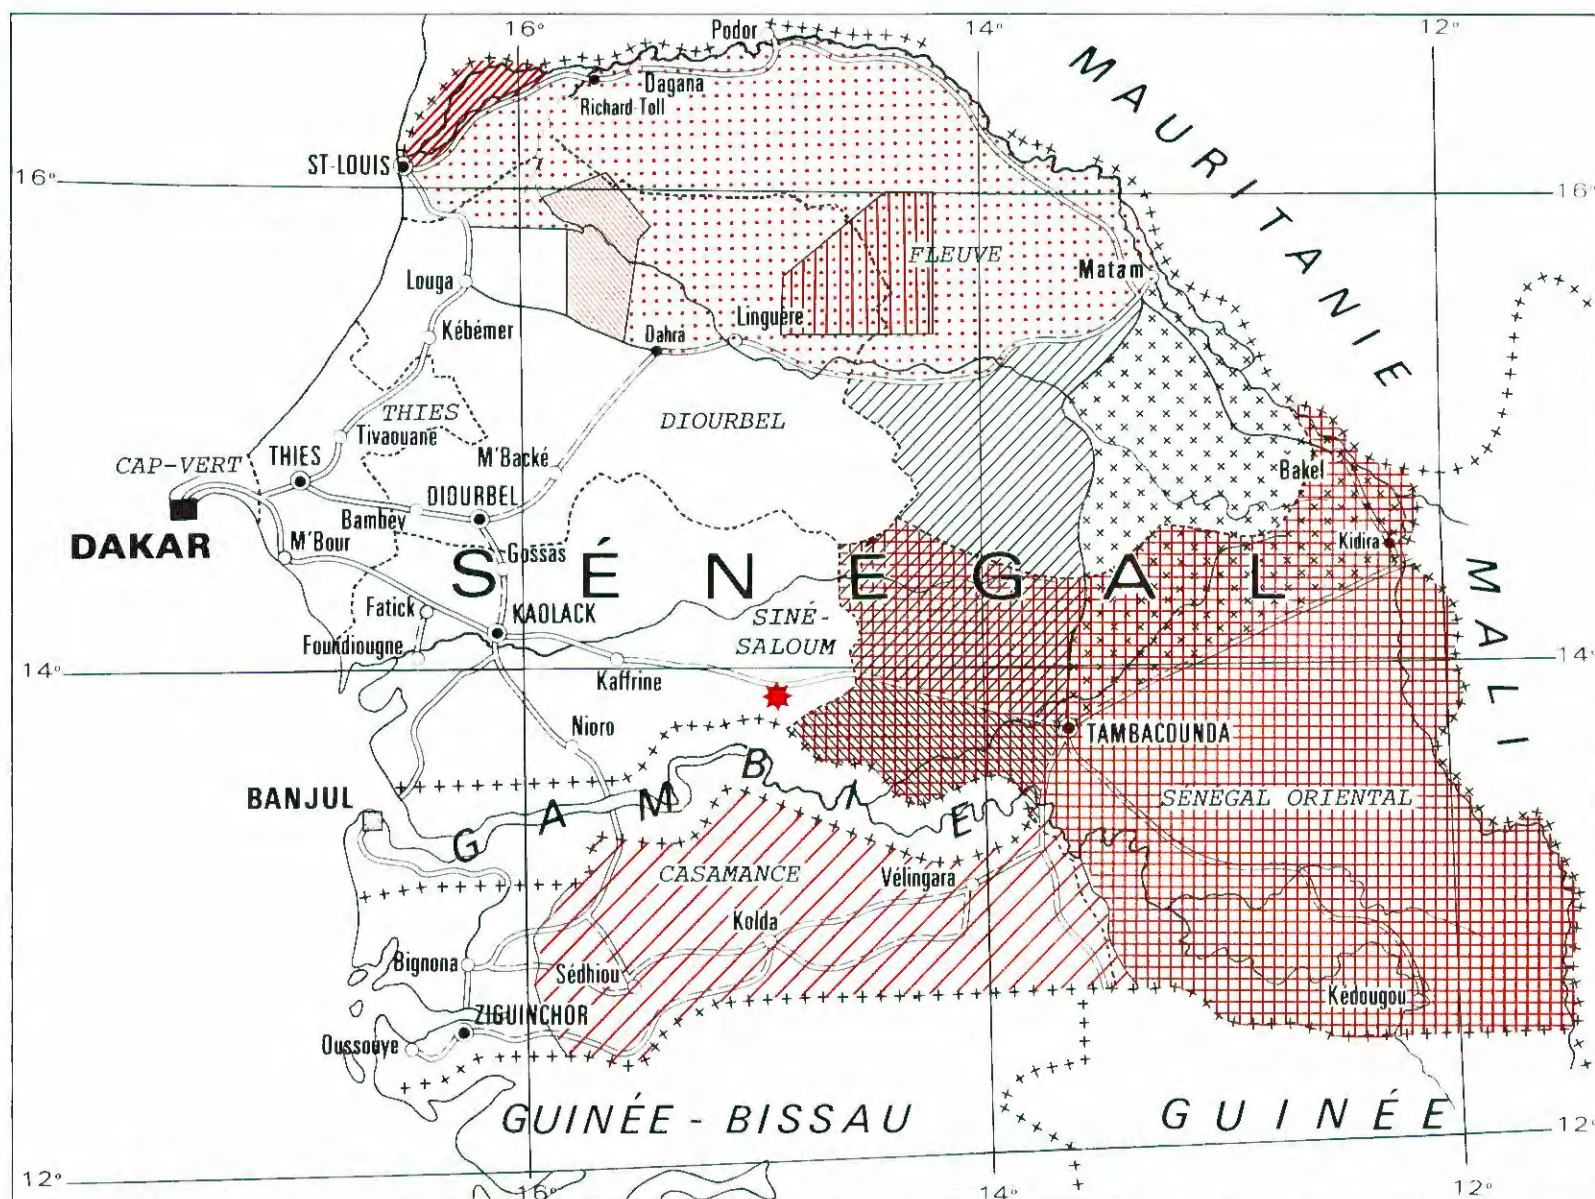 16°
14°
12°
Podor
Dagana
Richard-Toll
MAURITANIE
ST-LOUIS
16°
16°
FLEUVE
Matam
Louga
Linguère
Kébémer
Dahra
THIES
DIOURBEL
Tivaouane
CAP-VERT
THIES
M'Backé
Bakel
DIOURBEL
Bambey
DAKAR
M'Bour
Gossas
Kidira
SÉNÉGAL
MALI
Fatick
KAOLACK
SINÉ-
SALOUM
Foundiougne
14°
14°
Kaffrine
Nioro
TAMBACOUNDA
BANJUL
GAMBIE
SÉNEGAL ORIENTAL
CASAMANCE
Vélingara
Kolda
Bignona
Sédhiou
Kédougou
ZIGUINCHOR
Oussouye
GUINÉE-BISSAU
GUINÉE
12°
12°
16°
14°
12°